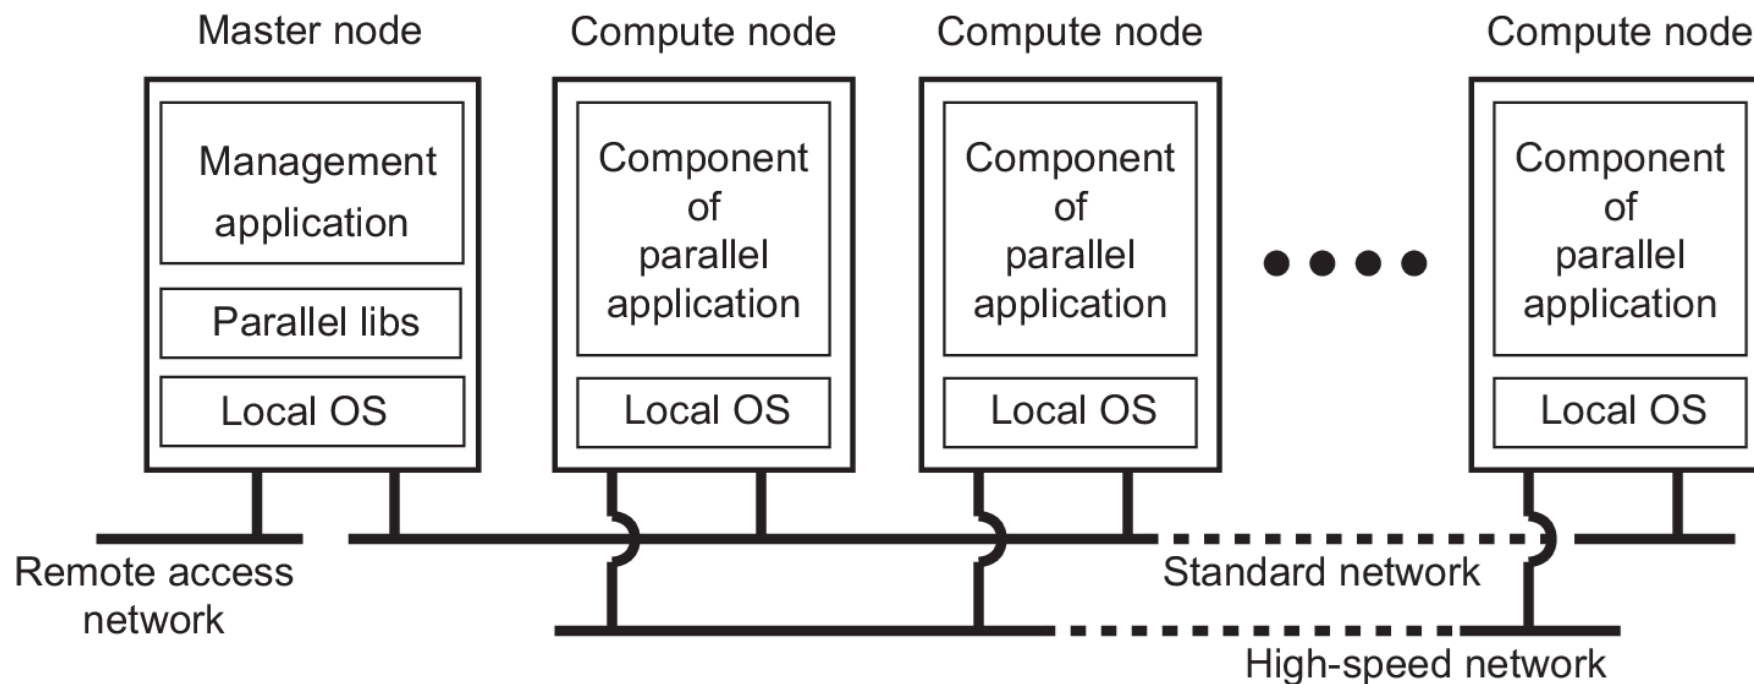 Master node
Compute node
Compute node
Compute node
Management
application
Parallel libs
Local OS
Component
of
parallel
application
Local OS
Component
of
parallel
application
Local OS
Component
of
parallel
application
Local OS
Remote access
network
Standard network
High-speed network